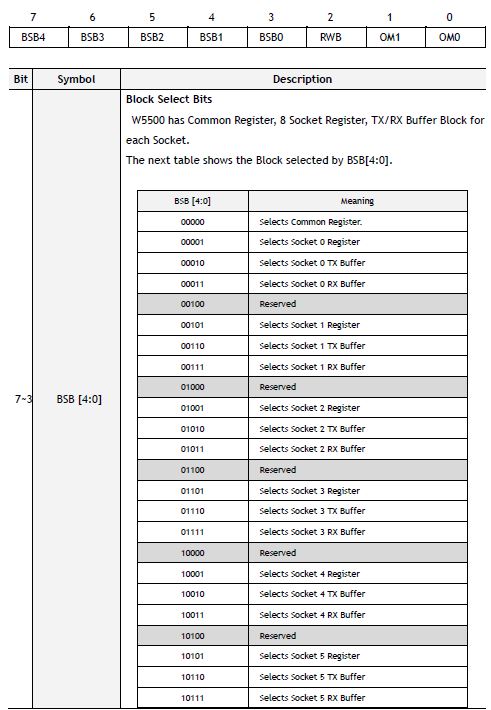 7 6 5 4 3 2 1 0
BSB4 BSB3 BSB2 BSB1 BSB0 RWB OM1 OM0
Bit Symbol Description
Block Select Bits
W5500 has Common Register, 8 Socket Register, TX/RX Buffer Block for
each Socket.
The next table shows the Block selected by BSB[4:0].
BSB [4:0] Meaning
00000 Selects Common Register.
00001 Selects Socket 0 Register
00010 Selects Socket 0 TX Buffer
00011 Selects Socket 0 RX Buffer
00100 Reserved
00101 Selects Socket 1 Register
00110 Selects Socket 1 TX Buffer
00111 Selects Socket 1 RX Buffer
01000 Reserved
7~3 BSB [4:0]
01001 Selects Socket 2 Register
01010 Selects Socket 2 TX Buffer
01011 Selects Socket 2 RX Buffer
01100 Reserved
01101 Selects Socket 3 Register
01110 Selects Socket 3 TX Buffer
01111 Selects Socket 3 RX Buffer
10000 Reserved
10001 Selects Socket 4 Register
10010 Selects Socket 4 TX Buffer
10011 Selects Socket 4 RX Buffer
10100 Reserved
10101 Selects Socket 5 Register
10110 Selects Socket 5 TX Buffer
10111 Selects Socket 5 RX Buffer